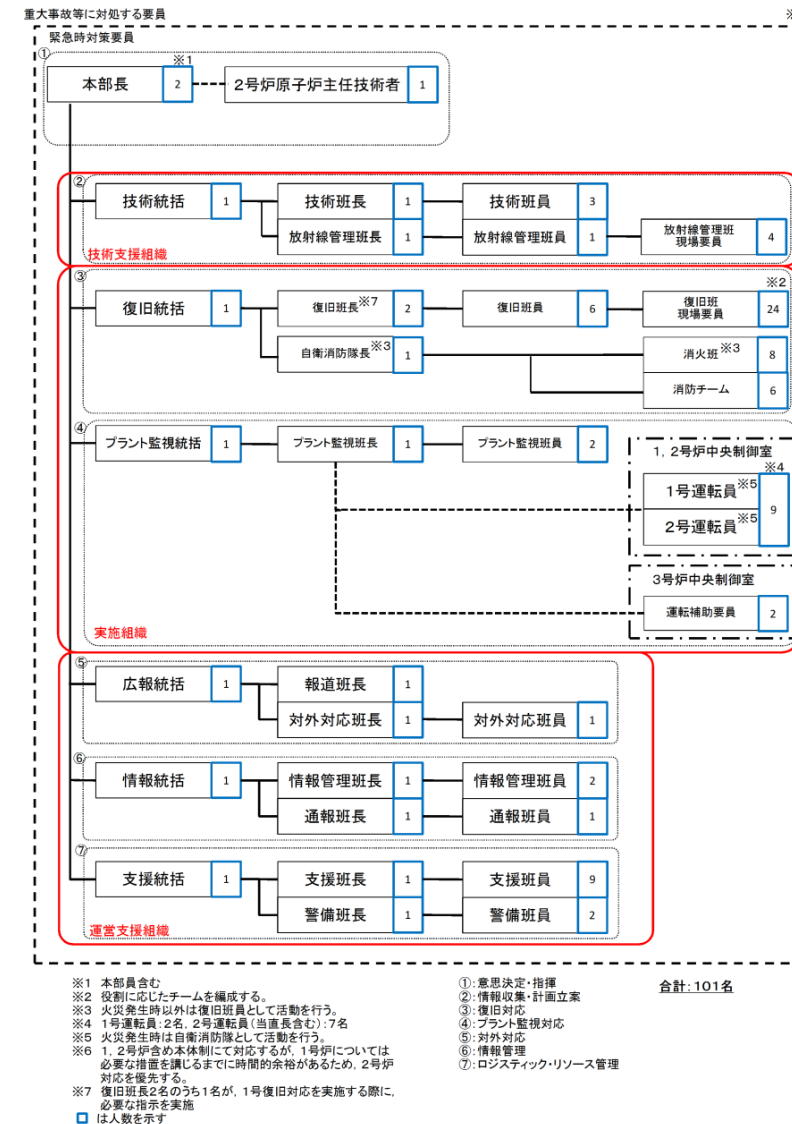 重大事故等に対処する要員
※
緊急時対策要員
①
※1
本部長 2
2号炉原子炉主任技術者 1
②
技術統括 1
技術班長 1
技術班員 3
放射線管理班長 1
放射線管理班員 1
放射線管理班
現場要員 4
技術支援組織
③
※2
復旧統括 1
復旧班長※7 2
復旧班員 6
復旧班
現場要員 24
自衛消防隊長※3 1
消火班※3 8
消防チーム 6
④
プラント監視統括 1
プラント監視班長 1
プラント監視班員 2
1, 2号炉中央制御室
※4
1号運転員※5
9
2号運転員※5
3号炉中央制御室
運転補助要員 2
実施組織
⑤
広報統括 1
報道班長 1
対外対応班長 1
対外対応班員 1
⑥
情報統括 1
情報管理班長 1
情報管理班員 2
通報班長 1
通報班員 1
⑦
支援統括 1
支援班長 1
支援班員 9
警備班長 1
警備班員 2
運営支援組織
※1 本部員含む
※2 役割に応じたチームを編成する。
※3 火災発生時以外は復旧班員として活動を行う。
※4 1号運転員:2名, 2号運転員(当直長含む):7名
※5 火災発生時は自衛消防隊として活動を行う。
※6 1, 2号炉含め本体制にて対応するが, 1号炉については
必要な措置を講じるまでに時間的余裕があるため, 2号炉
対応を優先する。
※7 復旧班長2名のうち1名が, 1号復旧対応を実施する際に,
必要な指示を実施
は人数を示す
①:意思決定・指揮
②:情報収集・計画立案
③:復旧対応
④:プラント監視対応
⑤:対外対応
⑥:情報管理
⑦:ロジスティック・リソース管理
合計:101名